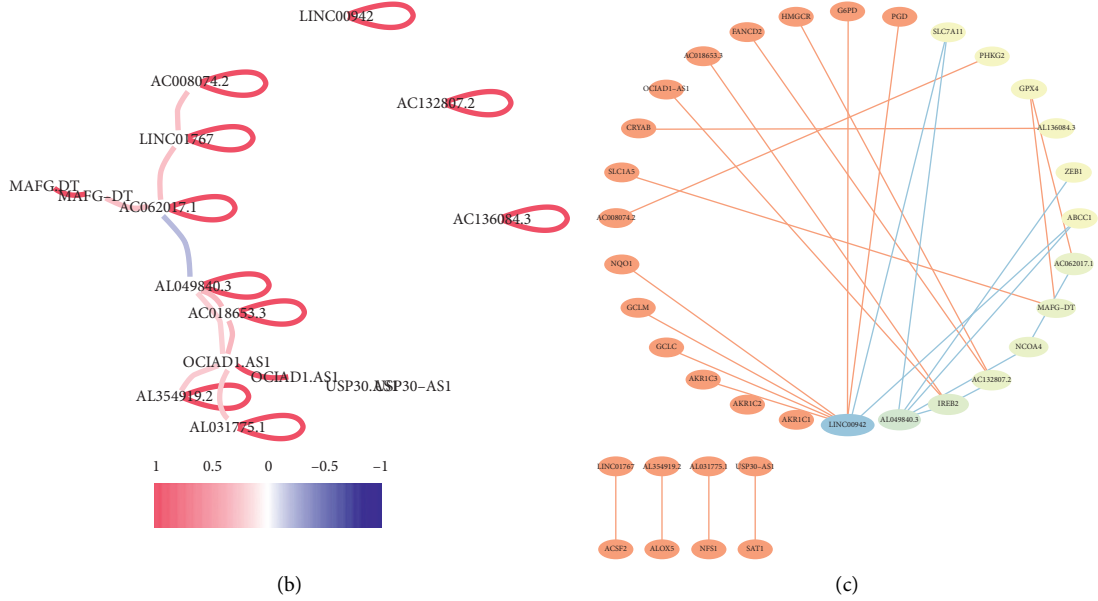 LINC00942
AC008074.2
AC132807.2
LINC01767
MAFG.DT
MAFG−DT
AC062017.1
AC136084.3
AL049840.3
AC018653.3
OCIAD1.AS1
OCIAD1.AS1
USP30−AS1
AL354919.2
AL031775.1
1 0.5 0 −0.5 −1
(b)
G6PD
HMGCR
PGD
FANCD2
SLC7A11
AC018653.3
PHKG2
OCIAD1−AS1
GPX4
CRYAB
AL136084.3
SLC1A5
ZEB1
AC008074.2
ABCC1
NQO1
AC062017.1
GCLM
MAFG−DT
GCLC
NCOA4
AKR1C3
AC132807.2
AKR1C2
IREB2
AKR1C1
LINC00942
AL049840.3
LINC01767 AL354919.2 AL031775.1 USP30−AS1
ACSF2 ALOX5 NFS1 SAT1
(c)